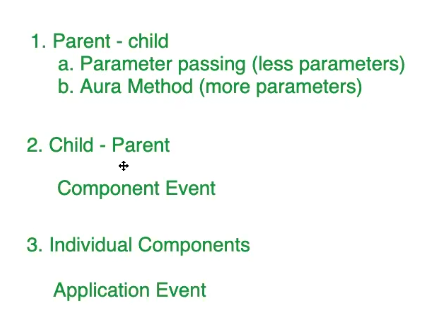 1. Parent - child
a. Parameter passing (less parameters)
b. Aura Method (more parameters)
2. Child - Parent
Component Event
3. Individual Components
Application Event